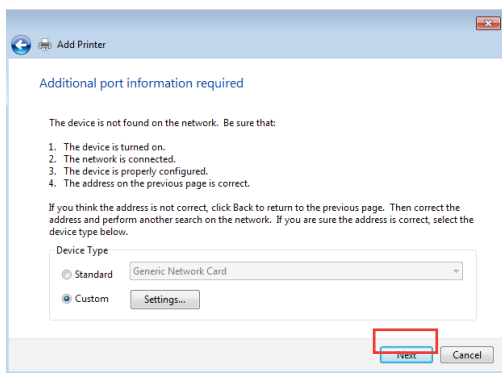 Add Printer
Additional port information required
The device is not found on the network. Be sure that:
1. The device is turned on.
2. The network is connected.
3. The device is properly configured.
4. The address on the previous page is correct.
If you think the address is not correct, click Back to return to the previous page. Then correct the
address and perform another search on the network. If you are sure the address is correct, select the
device type below.
Device Type
Standard Generic Network Card
Custom Settings...
Next Cancel